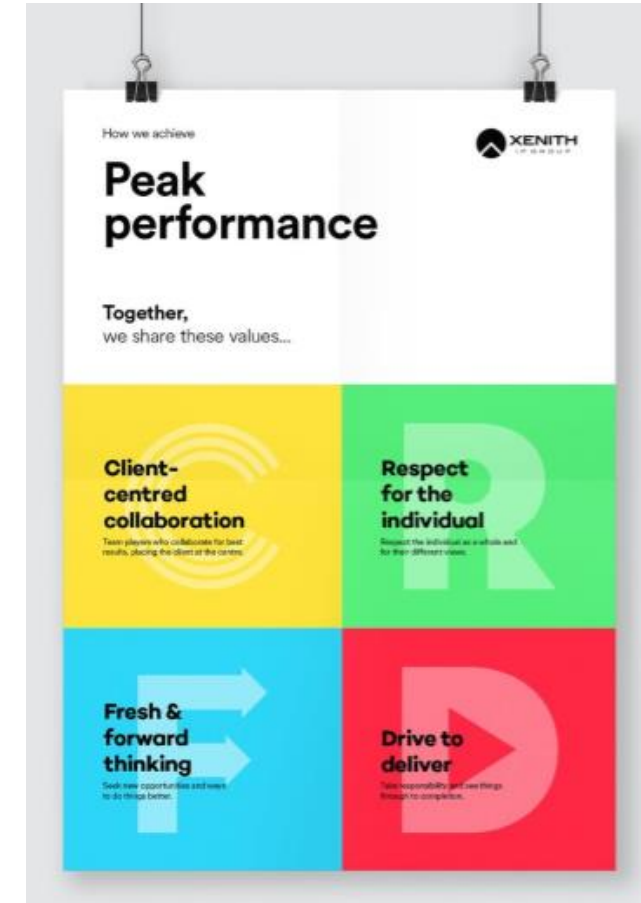 How we achieve
XENITH
IP GROUP
Peak
performance
Together,
we share these values...
Client-
centred
collaboration
Team players who collaborate for best
results, placing the client at the centre.
Respect
for the
individual
Respect the individual as a whole and
for their different views.
Fresh &
forward
thinking
Seek new opportunities and ways
to do things better.
Drive to
deliver
Take responsibility and see things
through to completion.